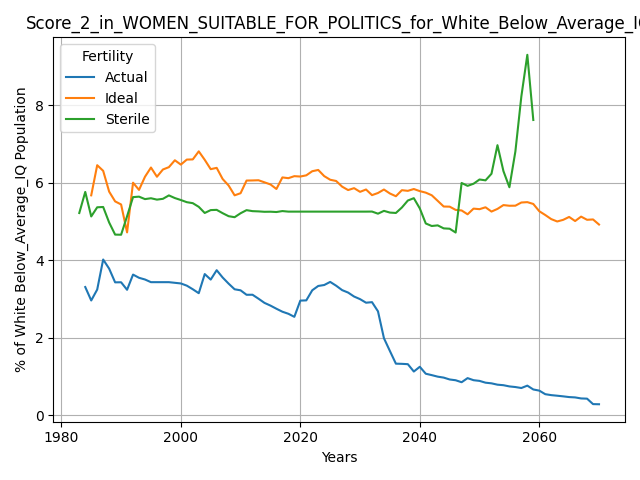 Score_2_in_WOMEN_SUITABLE_FOR_POLITICS_for_White_Below_Average_IQ
Fertility
Actual
Ideal
Sterile
% of White Below_Average_IQ Population
8
6
4
2
0
1980 2000 2020 2040 2060
Years